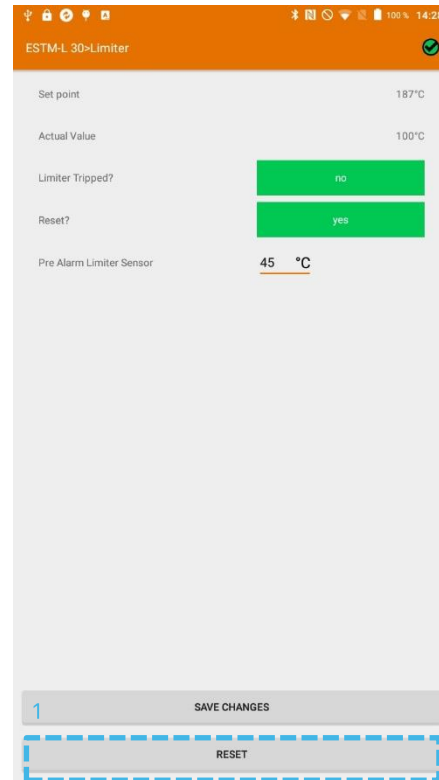 100 % 14:28
ESTM-L 30>Limiter
Set point 187°C
Actual Value 100°C
Limiter Tripped? no
Reset? yes
Pre Alarm Limiter Sensor 45 °C
1 SAVE CHANGES
RESET